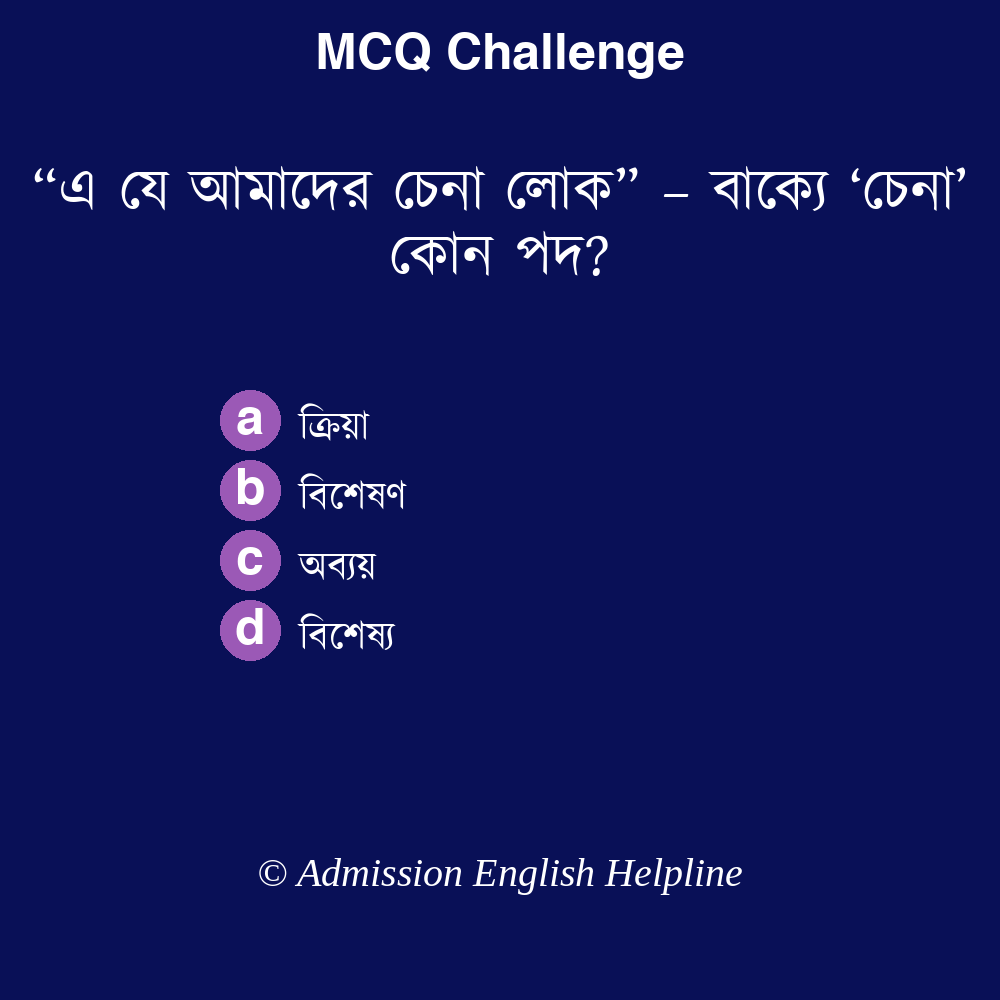 MCQ Challenge
“এ যে আমাদের চেনা লোক” – বাক্যে ‘চেনা’
কোন পদ?
a ক্রিয়া
b বিশেষণ
c অব্যয়
d বিশেষ্য
© Admission English Helpline